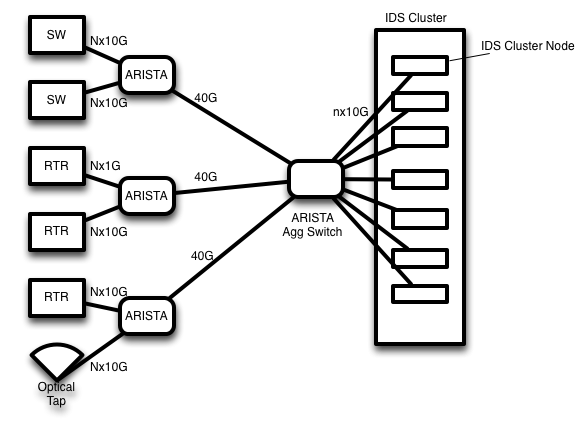 IDS Cluster
SW
Nx10G
IDS Cluster Node
ARISTA
SW
Nx10G
40G
nx10G
RTR
Nx1G
40G
ARISTA
RTR
Nx10G
ARISTA
Agg Switch
40G
RTR
Nx10G
ARISTA
Nx10G
Optical
Tap